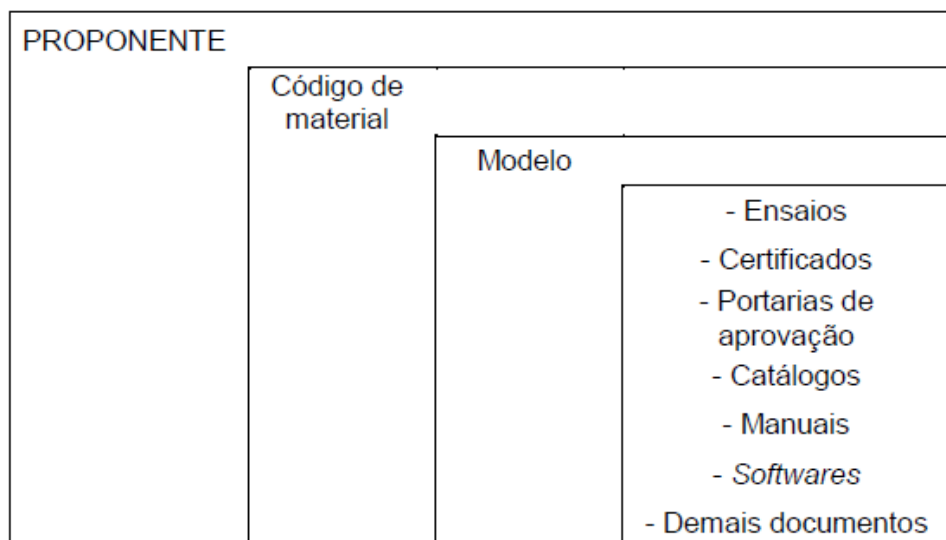 PROPONENTE
Código de
material
Modelo
- Ensaios
- Certificados
- Portarias de
aprovação
- Catálogos
- Manuais
- Softwares
- Demais documentos